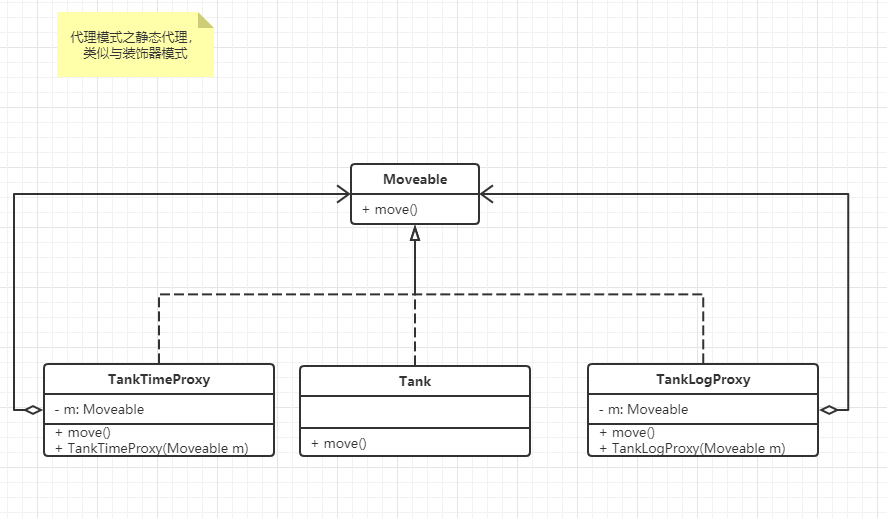 代理模式之静态代理，
类似与装饰器模式
Moveable
+ move()
TankTimeProxy
- m: Moveable
+ move()
+ TankTimeProxy(Moveable m)
Tank
+ move()
TankLogProxy
- m: Moveable
+ move()
+ TankLogProxy(Moveable m)